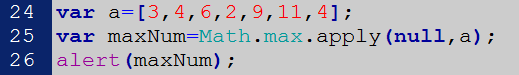 24 var a=[3,4,6,2,9,11,4];
25 var maxNum=Math.max.apply(null,a);
26 alert(maxNum);